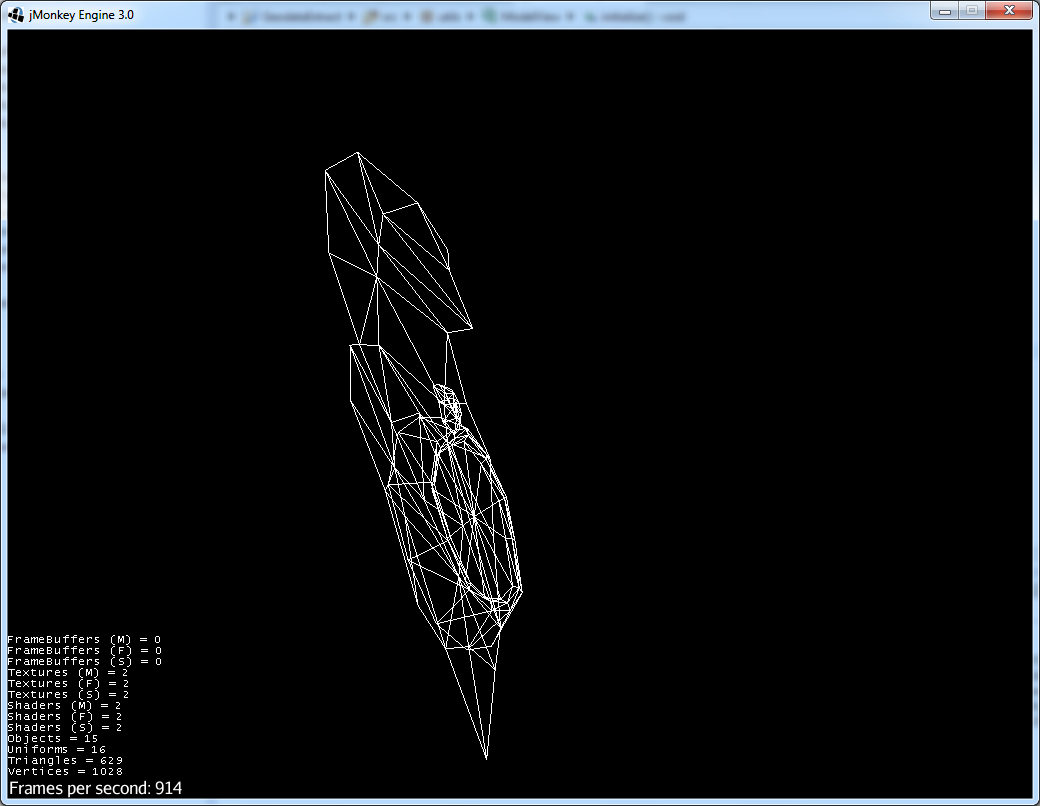 jMonkey Engine 3.0
FrameBuffers (M) = 0
FrameBuffers (F) = 0
FrameBuffers (S) = 0
Textures (M) = 2
Textures (F) = 2
Textures (S) = 2
Shaders (M) = 2
Shaders (F) = 2
Shaders (S) = 2
Objects = 15
Uniforms = 16
Triangles = 629
Vertices = 1028
Frames per second: 914